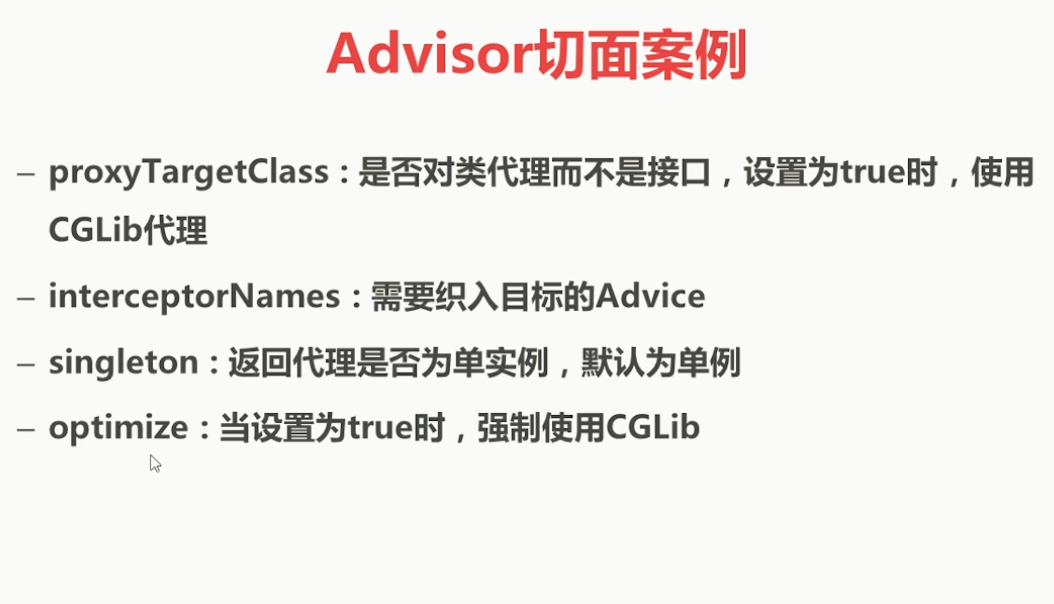 Advisor切面案例
– proxyTargetClass：是否对类代理而不是接口，设置为true时，使用
CGLib代理
– interceptorNames：需要织入目标的Advice
– singleton：返回代理是否为单实例，默认为单例
– optimize：当设置为true时，强制使用CGLib